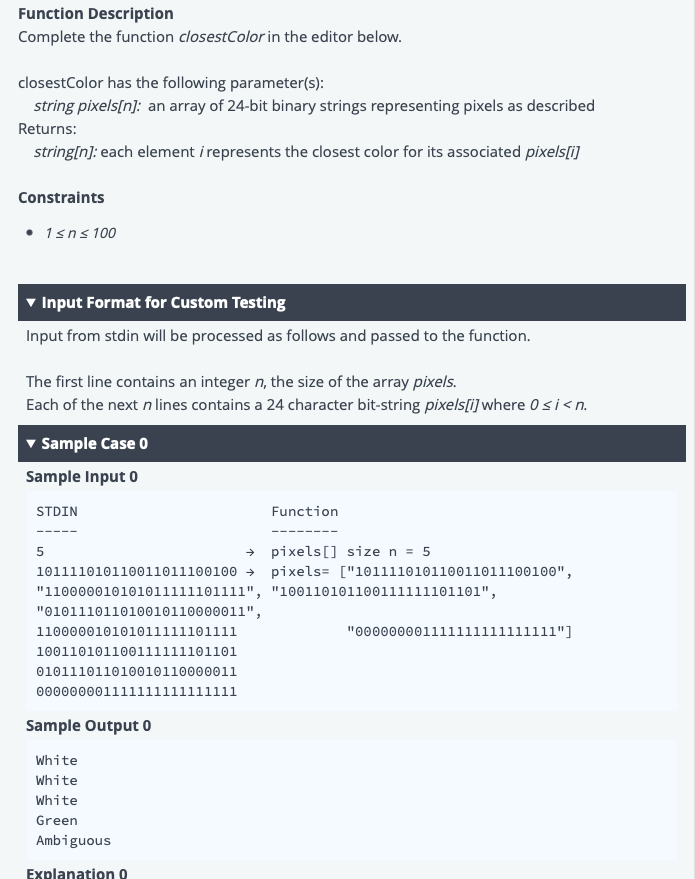 Function Description
Complete the function closestColor in the editor below.
closestColor has the following parameter(s):
string pixels[n]: an array of 24-bit binary strings representing pixels as described
Returns:
string[n]: each element i represents the closest color for its associated pixels[i]
Constraints
• 1 ≤ n ≤ 100
▼ Input Format for Custom Testing
Input from stdin will be processed as follows and passed to the function.
The first line contains an integer n, the size of the array pixels.
Each of the next n lines contains a 24 character bit-string pixels[i] where 0 ≤ i < n.
▼ Sample Case 0
Sample Input 0
STDIN Function
----- --------
5 → pixels[] size n = 5
101111010110011011100100 → pixels= ["101111010110011011100100",
"110000010101011111101111", "100110101100111111101101",
"010111011010010110000011",
110000010101011111101111 "000000001111111111111111"]
100110101100111111101101
010111011010010110000011
000000001111111111111111
Sample Output 0
White
White
White
Green
Ambiguous
Explanation 0